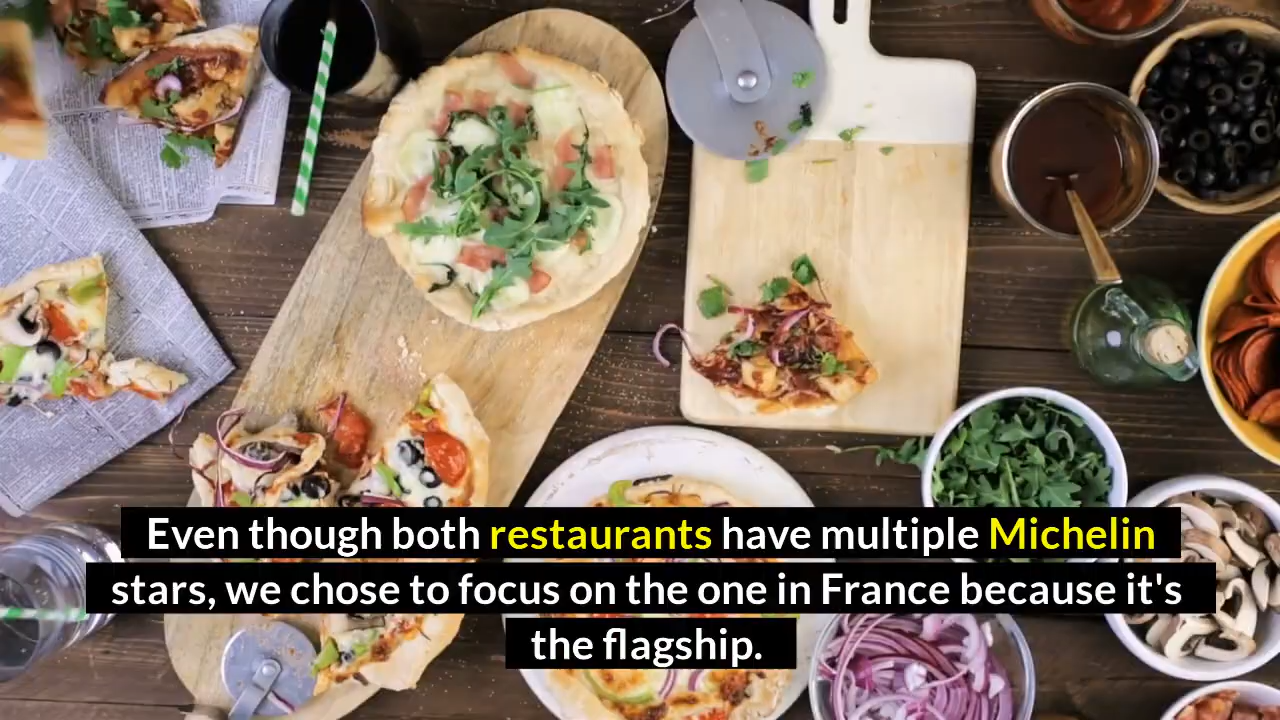 Even though both restaurants have multiple Michelin
stars, we chose to focus on the one in France because it's
the flagship.